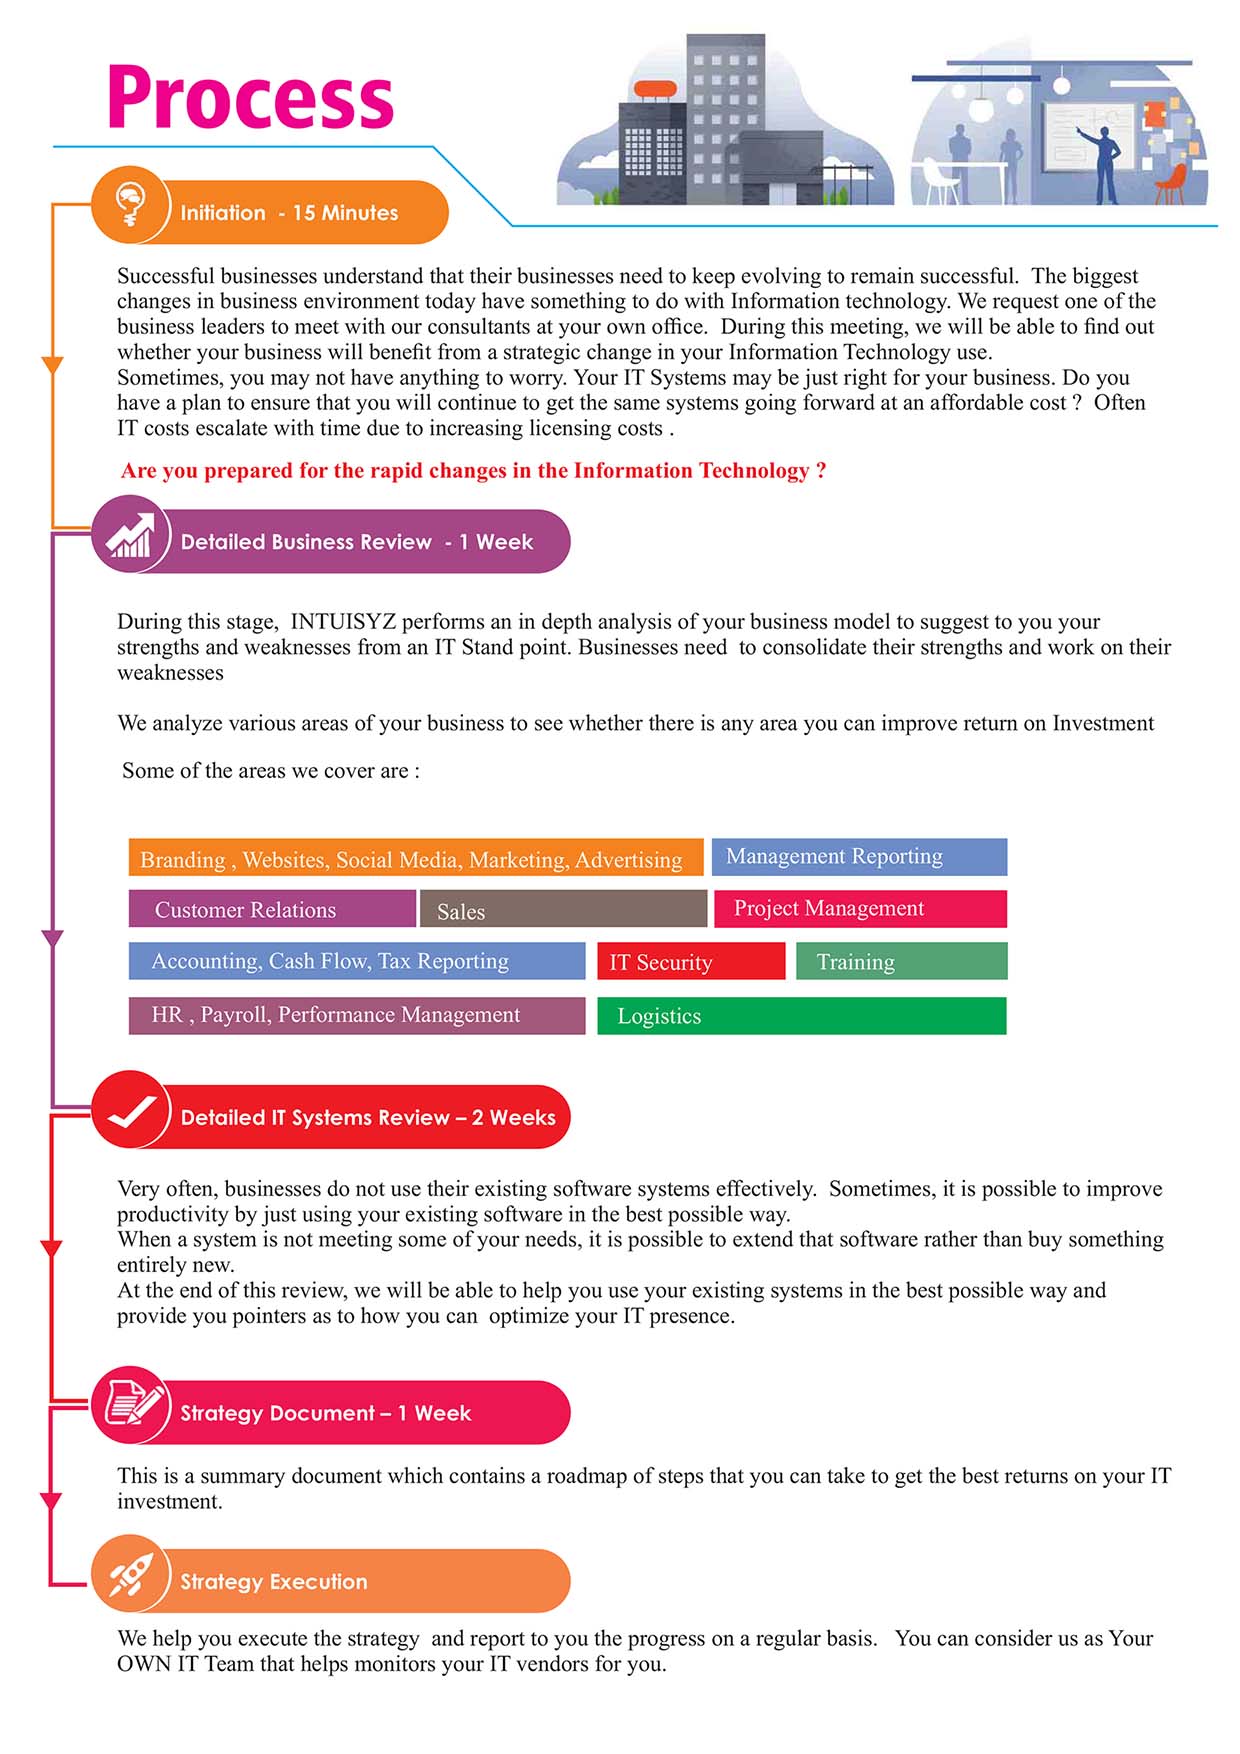 Process
Initiation - 15 Minutes
Successful businesses understand that their businesses need to keep evolving to remain successful. The biggest
changes in business environment today have something to do with Information technology. We request one of the
business leaders to meet with our consultants at your own office. During this meeting, we will be able to find out
whether your business will benefit from a strategic change in your Information Technology use.
Sometimes, you may not have anything to worry. Your IT Systems may be just right for your business. Do you
have a plan to ensure that you will continue to get the same systems going forward at an affordable cost ? Often
IT costs escalate with time due to increasing licensing costs .
Are you prepared for the rapid changes in the Information Technology ?
Detailed Business Review - 1 Week
During this stage, INTUISYZ performs an in depth analysis of your business model to suggest to you your
strengths and weaknesses from an IT Stand point. Businesses need to consolidate their strengths and work on their
weaknesses
We analyze various areas of your business to see whether there is any area you can improve return on Investment
Some of the areas we cover are :
Branding , Websites, Social Media, Marketing, Advertising
Management Reporting
Customer Relations
Sales
Project Management
Accounting, Cash Flow, Tax Reporting
IT Security
Training
HR , Payroll, Performance Management
Logistics
Detailed IT Systems Review – 2 Weeks
Very often, businesses do not use their existing software systems effectively. Sometimes, it is possible to improve
productivity by just using your existing software in the best possible way.
When a system is not meeting some of your needs, it is possible to extend that software rather than buy something
entirely new.
At the end of this review, we will be able to help you use your existing systems in the best possible way and
provide you pointers as to how you can optimize your IT presence.
Strategy Document – 1 Week
This is a summary document which contains a roadmap of steps that you can take to get the best returns on your IT
investment.
Strategy Execution
We help you execute the strategy and report to you the progress on a regular basis. You can consider us as Your
OWN IT Team that helps monitors your IT vendors for you.